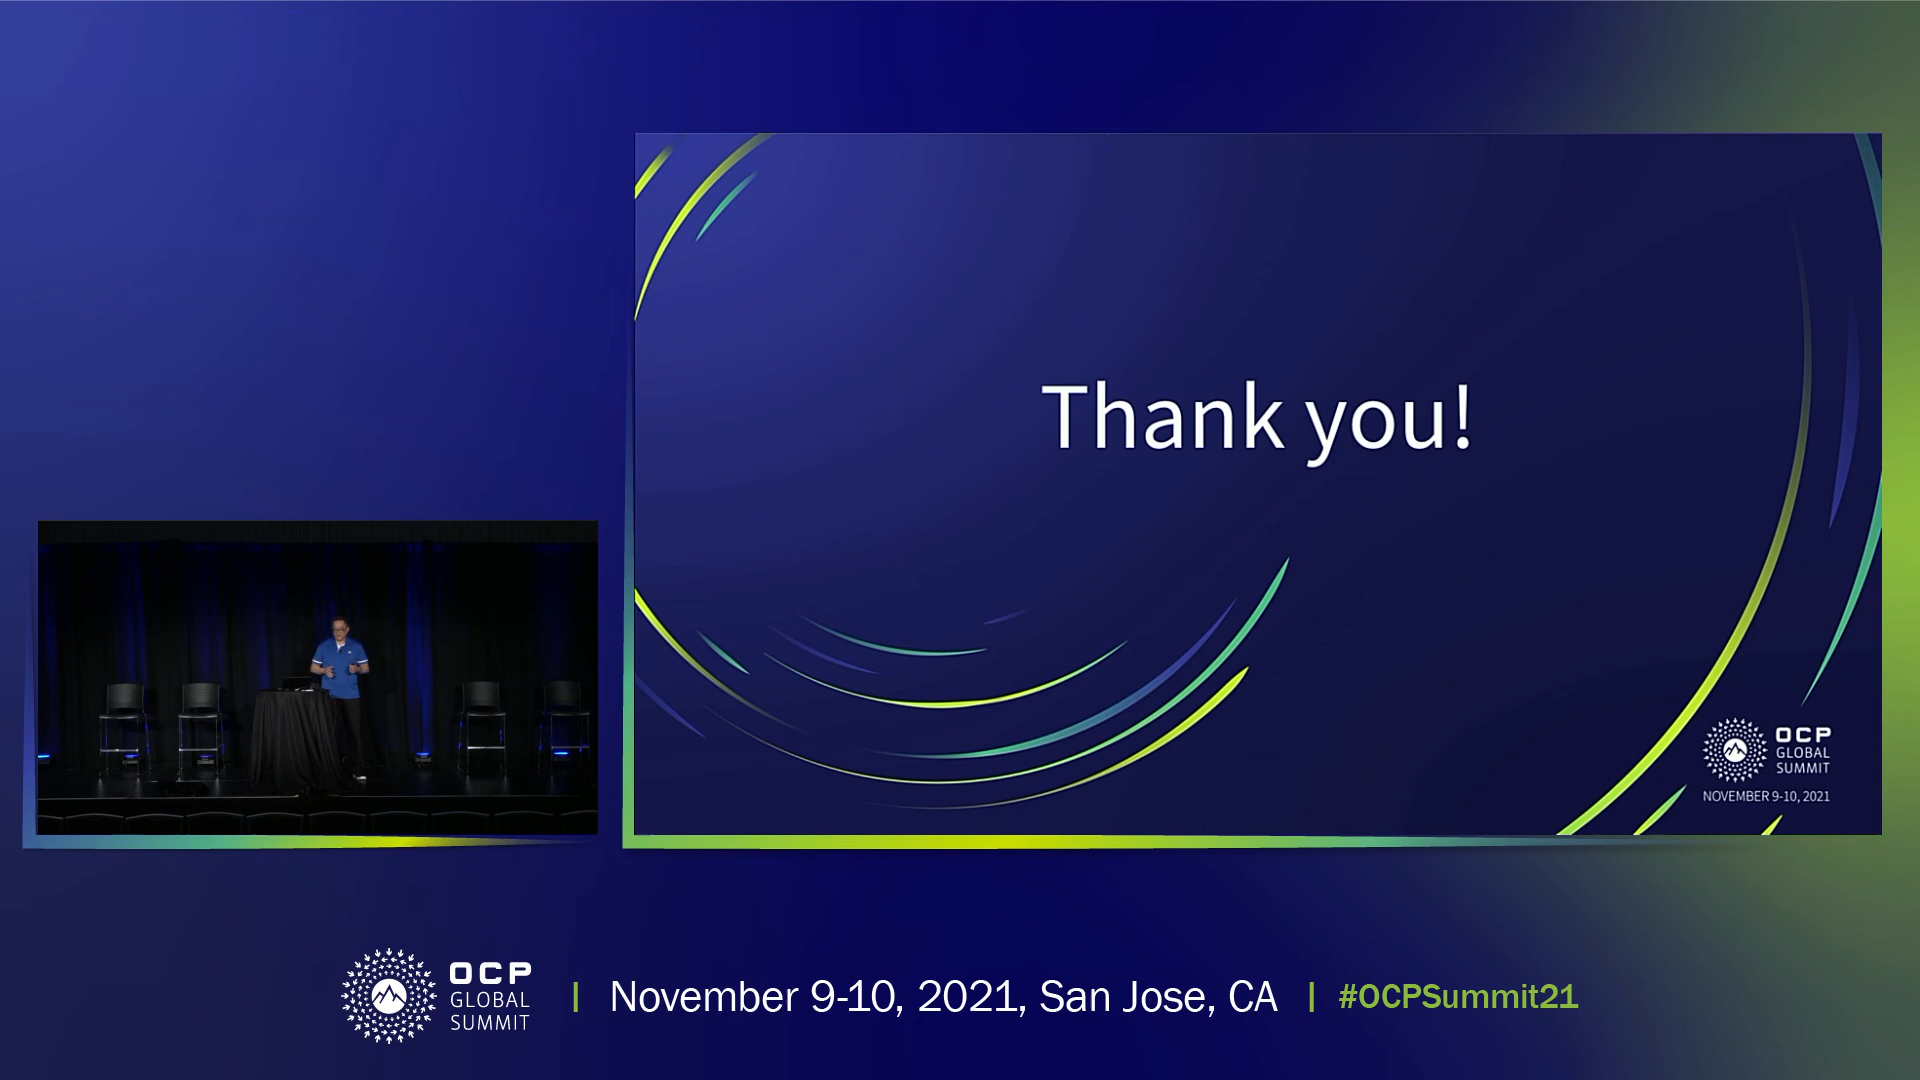 Thank you!
OCP
GLOBAL
SUMMIT
NOVEMBER 9-10, 2021
OCP
GLOBAL
SUMMIT
November 9-10, 2021, San Jose, CA
#OCPSummit21